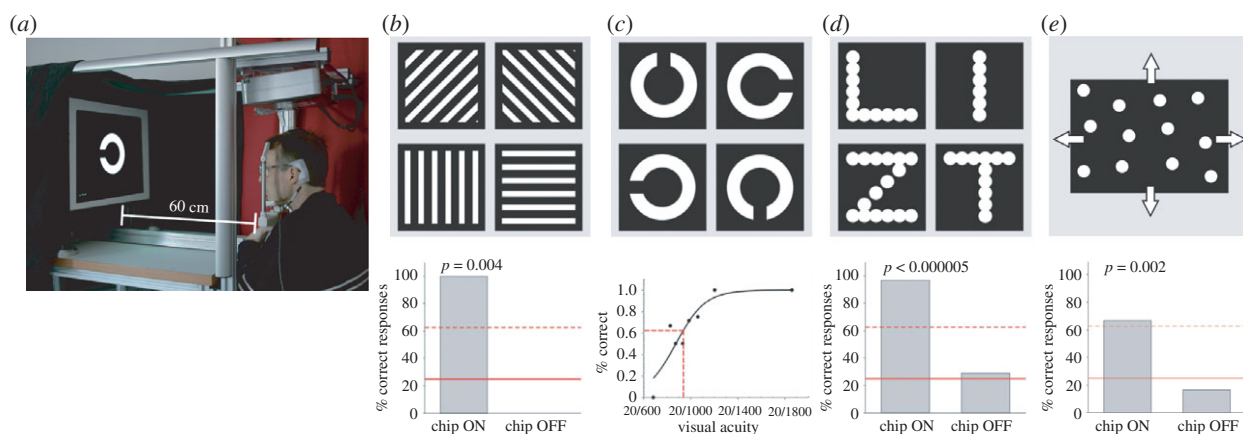 (a)
(b)
(c)
(d)
(e)
60 cm
% correct responses
100
80
60
40
20
0
p = 0.004
chip ON chip OFF
% correct
1.0
0.8
0.6
0.4
0.2
0
20/600 20/1000 20/1400 20/1800
visual acuity
% correct responses
100
80
60
40
20
0
p < 0.000005
chip ON chip OFF
% correct responses
100
80
60
40
20
0
p = 0.002
chip ON chip OFF